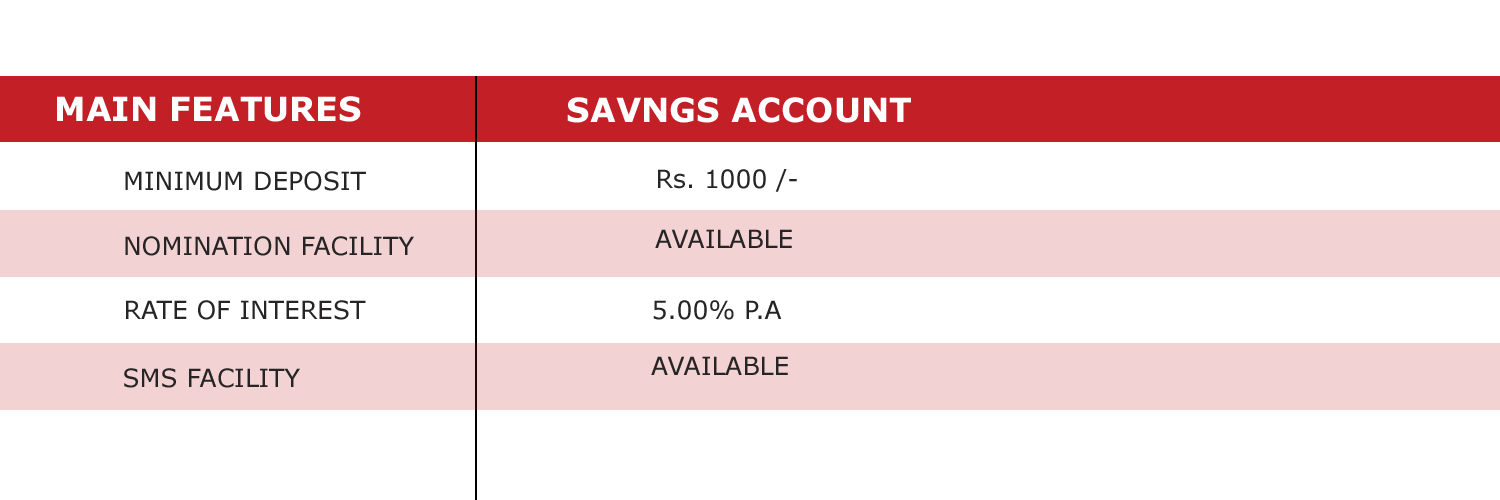 MAIN FEATURES SAVNGS ACCOUNT
MINIMUM DEPOSIT Rs. 1000 /-
NOMINATION FACILITY AVAILABLE
RATE OF INTEREST 5.00% P.A
SMS FACILITY AVAILABLE